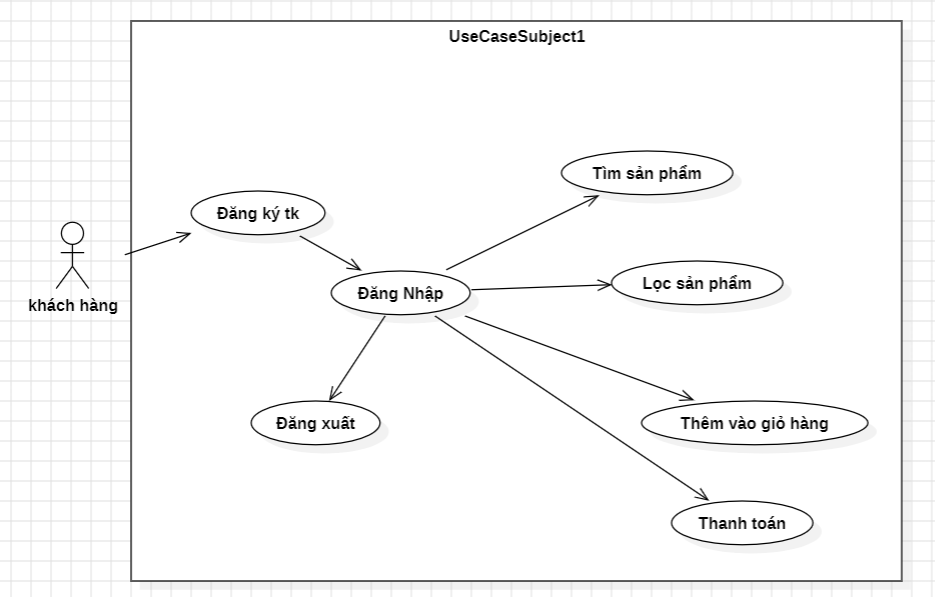 UseCaseSubject1
Tìm sản phẩm
Đăng ký tk
khách hàng
Đăng Nhập
Lọc sản phẩm
Đăng xuất
Thêm vào giỏ hàng
Thanh toán